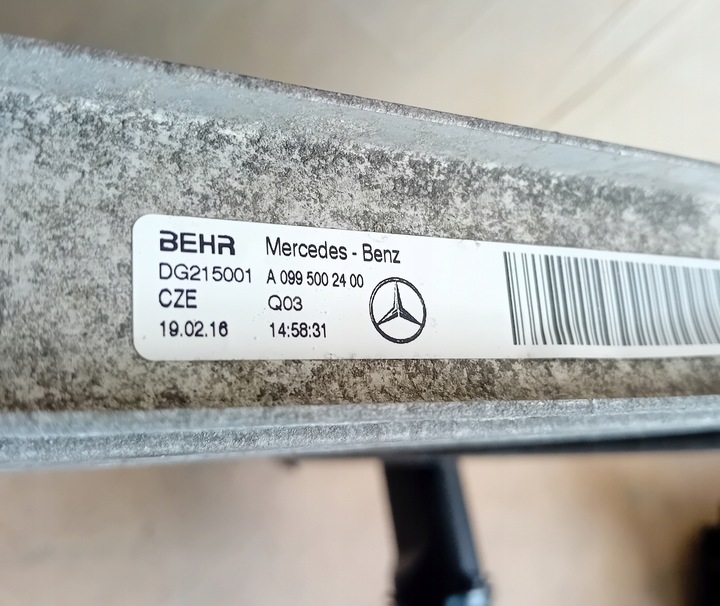 BEHR Mercedes - Benz
DG215001 A 099 500 24 00
CZE Q03
19.02.16 14:58:31